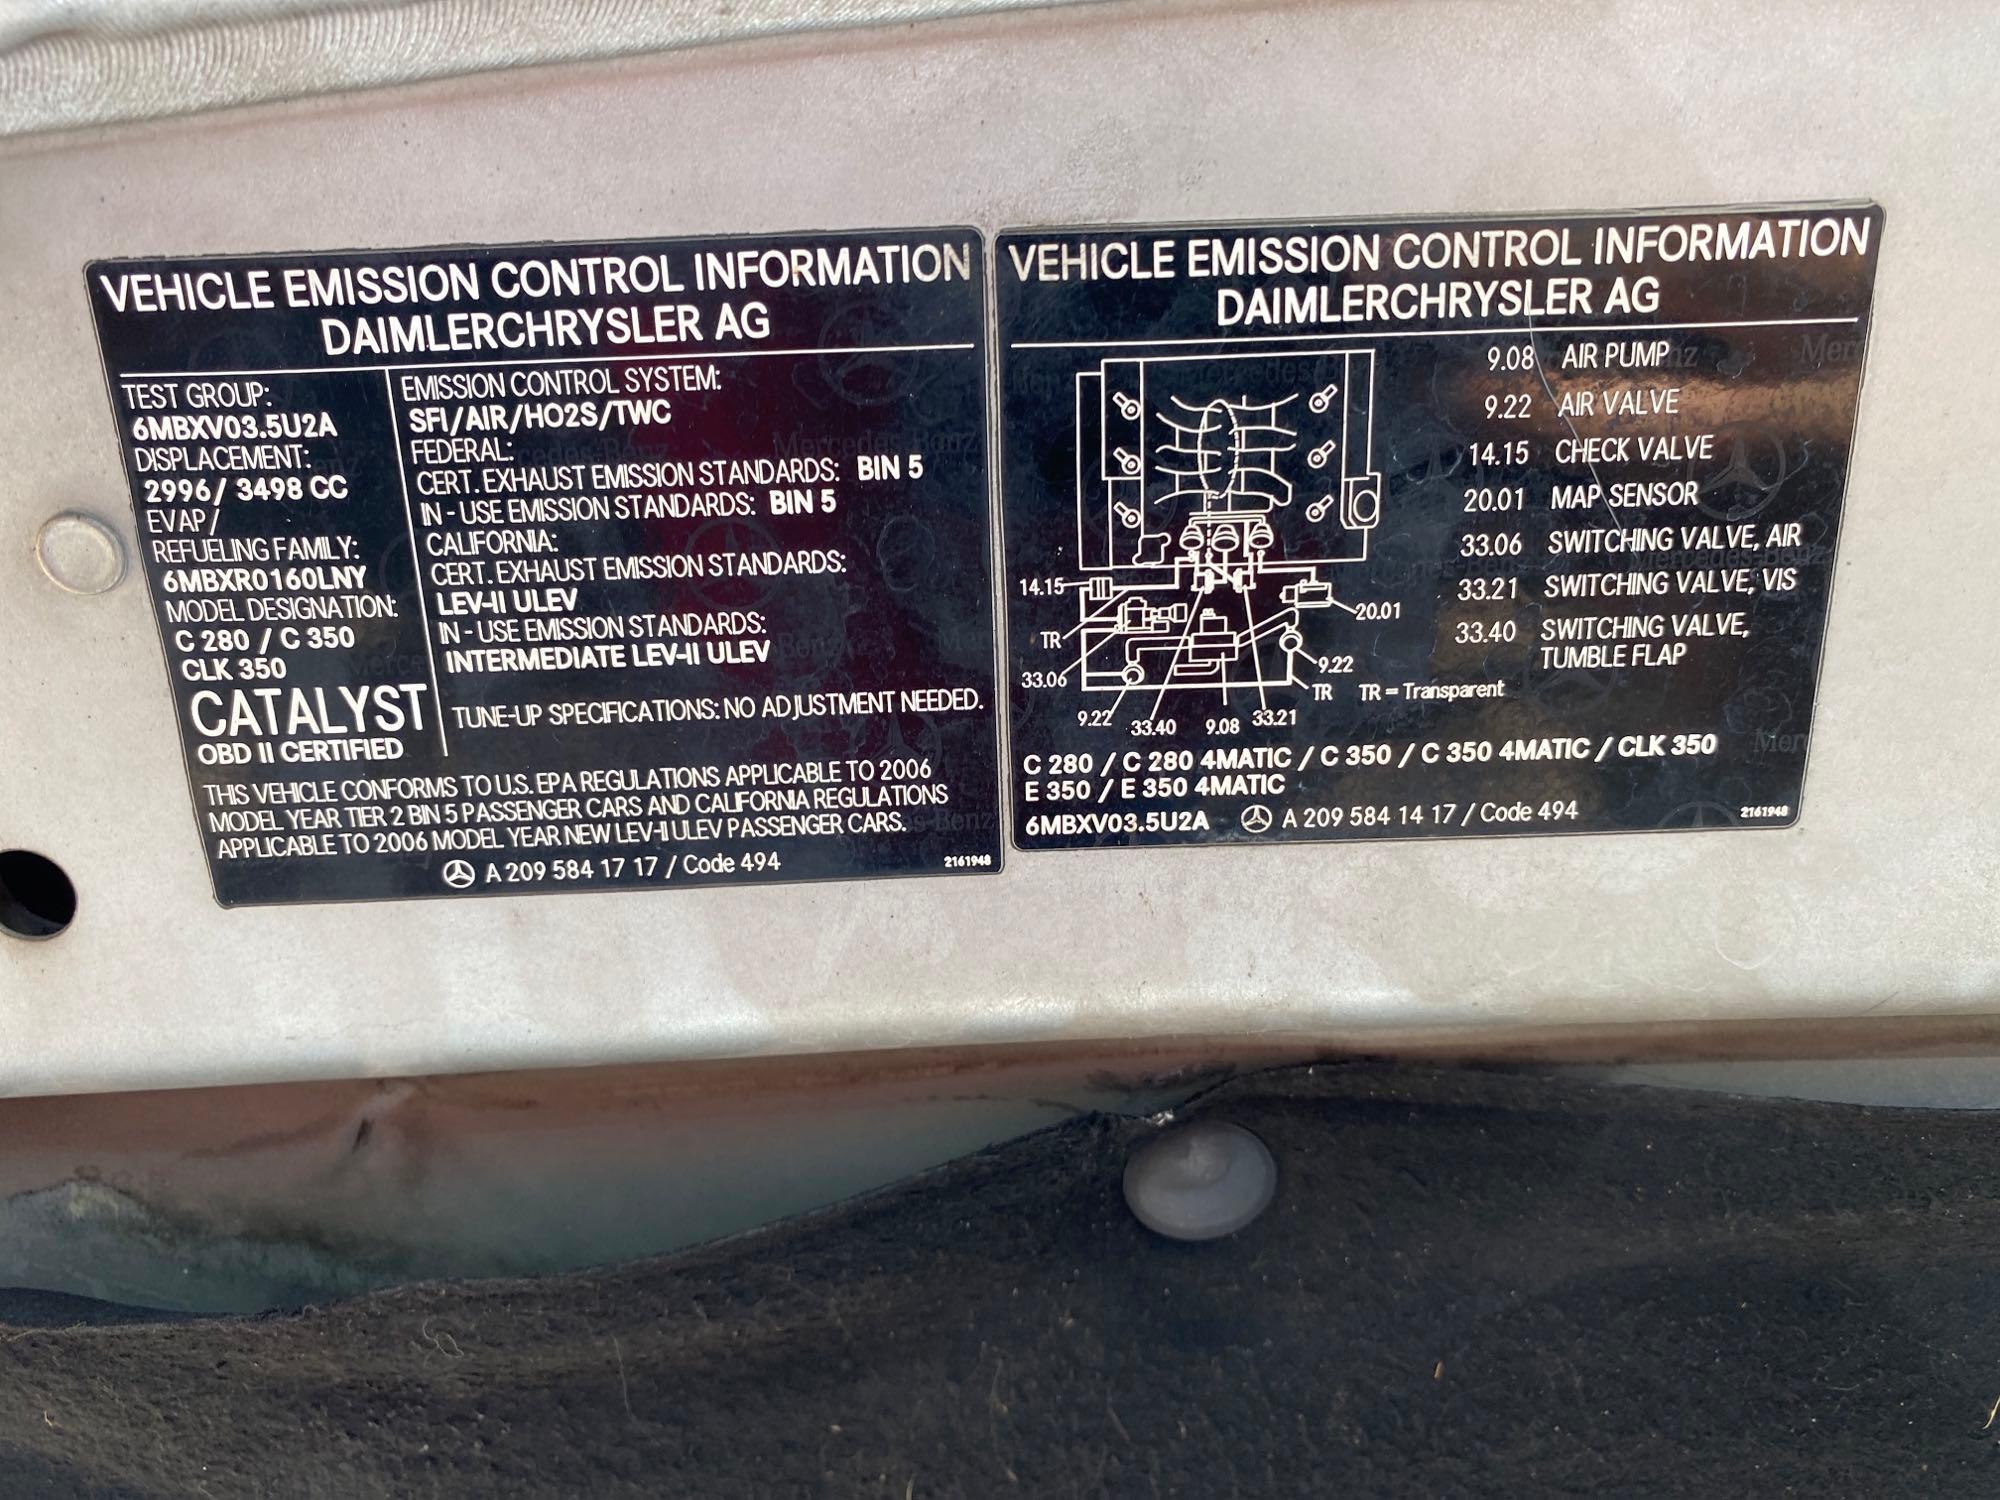 VEHICLE EMISSION CONTROL INFORMATION
DAIMLERCHRYSLER AG
TEST GROUP:
6MBXV03.5U2A
DISPLACEMENT:
2996/ 3498 CC
EVAP/
REFUELING FAMILY:
6MBXR0160LNY
MODEL DESIGNATION:
C 280 / C 350
CLK 350
CATALYST
OBD II CERTIFIED
EMISSION CONTROL SYSTEM:
SFI/AIR/HO2S/TWC
FEDERAL:
CERT. EXHAUST EMISSION STANDARDS: BIN 5
IN - USE EMISSION STANDARDS: BIN 5
CALIFORNIA:
CERT. EXHAUST EMISSION STANDARDS:
LEV-II ULEV
IN - USE EMISSION STANDARDS:
INTERMEDIATE LEV-II ULEV
TUNE-UP SPECIFICATIONS: NO ADJUSTMENT NEEDED.
THIS VEHICLE CONFORMS TO U.S. EPA REGULATIONS APPLICABLE TO 2006
MODEL YEAR TIER 2 BIN 5 PASSENGER CARS AND CALIFORNIA REGULATIONS
APPLICABLE TO 2006 MODEL YEAR NEW LEV-II ULEV PASSENGER CARS.
A 209 584 17 17 / Code 494
2161948
VEHICLE EMISSION CONTROL INFORMATION
DAIMLERCHRYSLER AG
14.15
TR
33.06
9.22
33.40
9.08
33.21
TR
9.22
20.01
9.08 AIR PUMP
9.22 AIR VALVE
14.15 CHECK VALVE
20.01 MAP SENSOR
33.06 SWITCHING VALVE, AIR
33.21 SWITCHING VALVE, VIS
33.40 SWITCHING VALVE,
TUMBLE FLAP
TR = Transparent
C 280 / C 280 4MATIC / C 350 / C 350 4MATIC / CLK 350
E 350 / E 350 4MATIC
6MBXV03.5U2A A 209 584 14 17 / Code 494
2161948